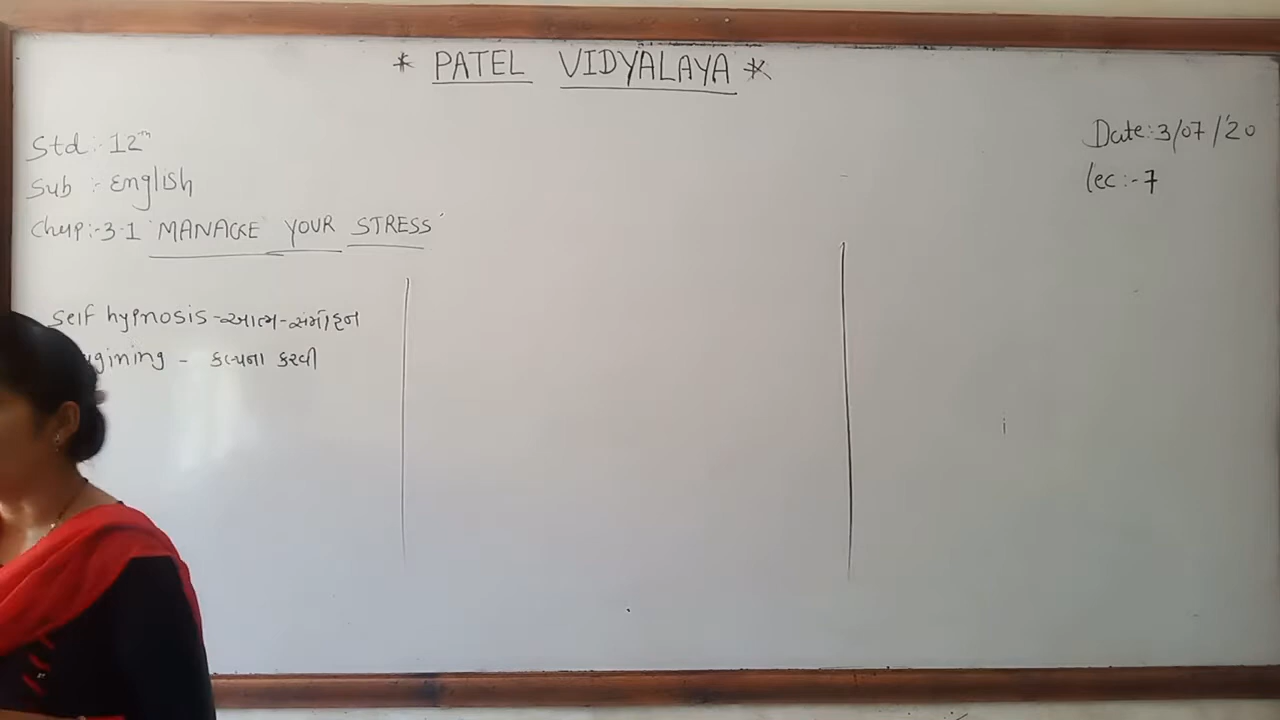 * PATEL VIDYALAYA *
Std:- 12th
Date:3/07/'20
Sub :- English
lec:-7
Chap:-3.1 'MANAGE YOUR STRESS'
Self hypnosis - આત્મ-સંમોહન
gining - કલ્પના કરવી